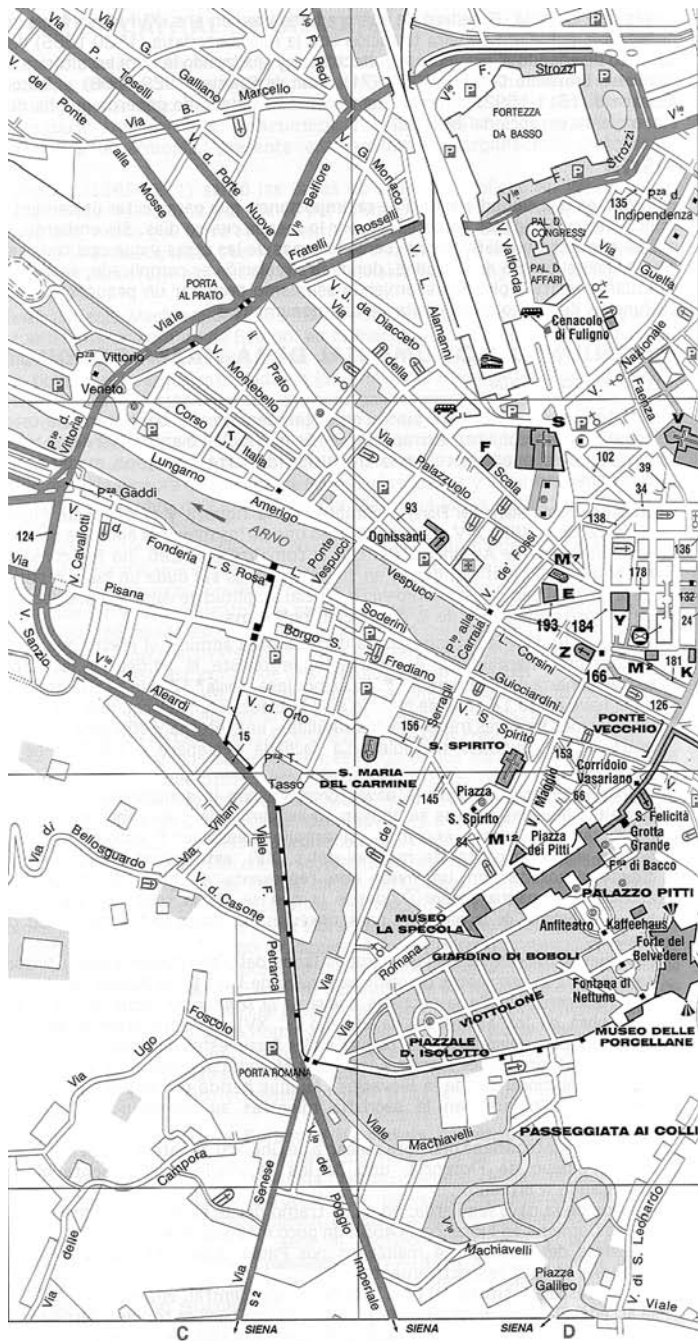 Via
P.
Toselli
Via
G.
Galliano
V. del Ponte
alle
Mosse
Via
B.
Marcello
V. d. Porte
Nuove
V.le
F.
Redi
V.le
Belfiore
V. G. Monaco
Fratelli
Rosselli
V.le
F.
Strozzi
FORTEZZA
DA BASSO
V.le
F.
Strozzi
V.le
135
P.za d.
Indipendenza
PAL. D.
CONGRESSI
PAL. D.
AFFARI
V. Valfonda
Via
Guelfa
V.
Alamanni
PORTA
AL PRATO
Viale
V. J. da Diacceto
Via
della
Scala
Cenacolo
di Fuligno
V.
Nazionale
Faenza
P.za Vittorio
Veneto
P.te d.
Vittoria
il
Prato
V. Montebello
Corso
Italia
Lungarno
Amerigo
Vespucci
Via
Palazzuolo
S
F
V
102
39
34
138
136
93
Ognissanti
P.za Gaddi
ARNO
124
V. Cavallotti
V. d.
Fonderia
L. S. Rosa
Ponte
Vespucci
V. de' Fossi
M7
E
193
184
Y
178
132
24
Via
Pisana
V. Sanzio
V.le A.
Aleardi
Borgo S.
Frediano
L.
Soderini
P.te alla
Carraia
L. Corsini
Z
166
M2
181
K
126
L. Guicciardini
V. S. Spirito
PONTE
VECCHIO
V. d. Orto
15
P.za T.
Tasso
Serragli
156
S. SPIRITO
153
Corridoio
Vasariano
S. MARIA
DEL CARMINE
145
de'
Piazza
S. Spirito
V. Maggio
66
84
M12
Piazza
dei Pitti
S. Felicità
Grotta
Grande
di Bacco
PALAZZO PITTI
Via di
Bellosguardo
Via
Villani
V. d. Casone
Viale
F.
Petrarca
MUSEO
LA SPECOLA
Anfiteatro
Kaffeehaus
Forte del
Belvedere
Via
Romana
GIARDINO DI BOBOLI
Fontana di
Nettuno
VIOTTOLONE
PIAZZALE
D. ISOLOTTO
MUSEO DELLE
PORCELLANE
Via
Ugo
Foscolo
PORTA ROMANA
Viale
Machiavelli
PASSEGGIATA AI COLLI
Via
delle
Campora
Via
Senese
S 2
V.le
del
Poggio
Imperiale
V.le
Machiavelli
Piazza
Galileo
V. di S. Leonardo
Viale
C
SIENA
SIENA
SIENA
D